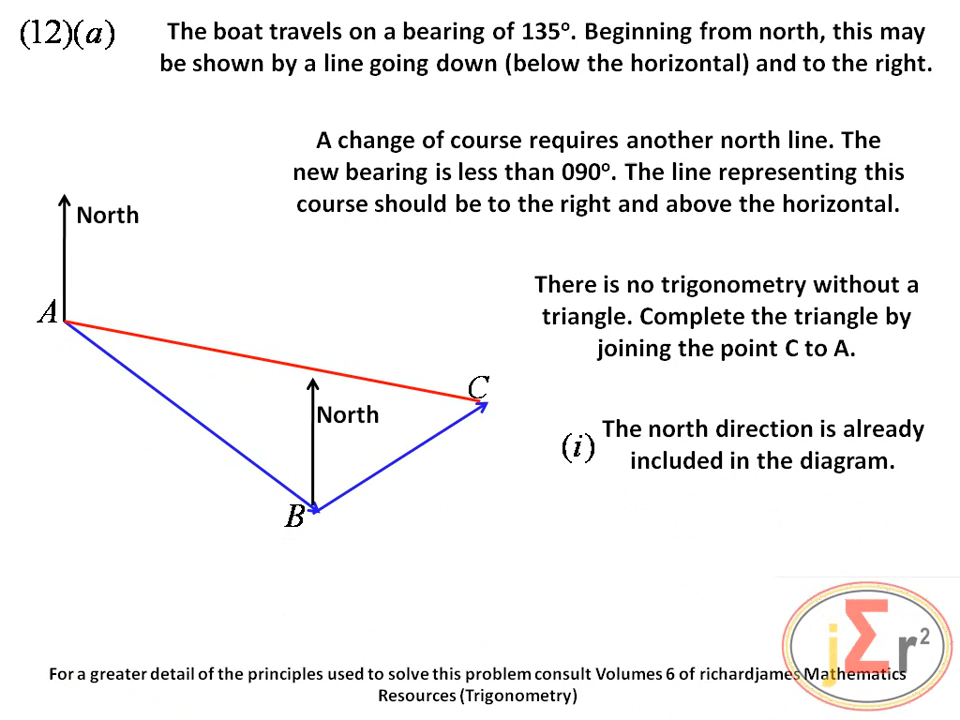 (12)(a)
The boat travels on a bearing of 135º. Beginning from north, this may
be shown by a line going down (below the horizontal) and to the right.
A change of course requires another north line. The
new bearing is less than 090º. The line representing this
course should be to the right and above the horizontal.
North
There is no trigonometry without a
triangle. Complete the triangle by
joining the point C to A.
A
C
North
(i)
The north direction is already
included in the diagram.
B
jΣr²
For a greater detail of the principles used to solve this problem consult Volumes 6 of richardjames Mathematics
Resources (Trigonometry)